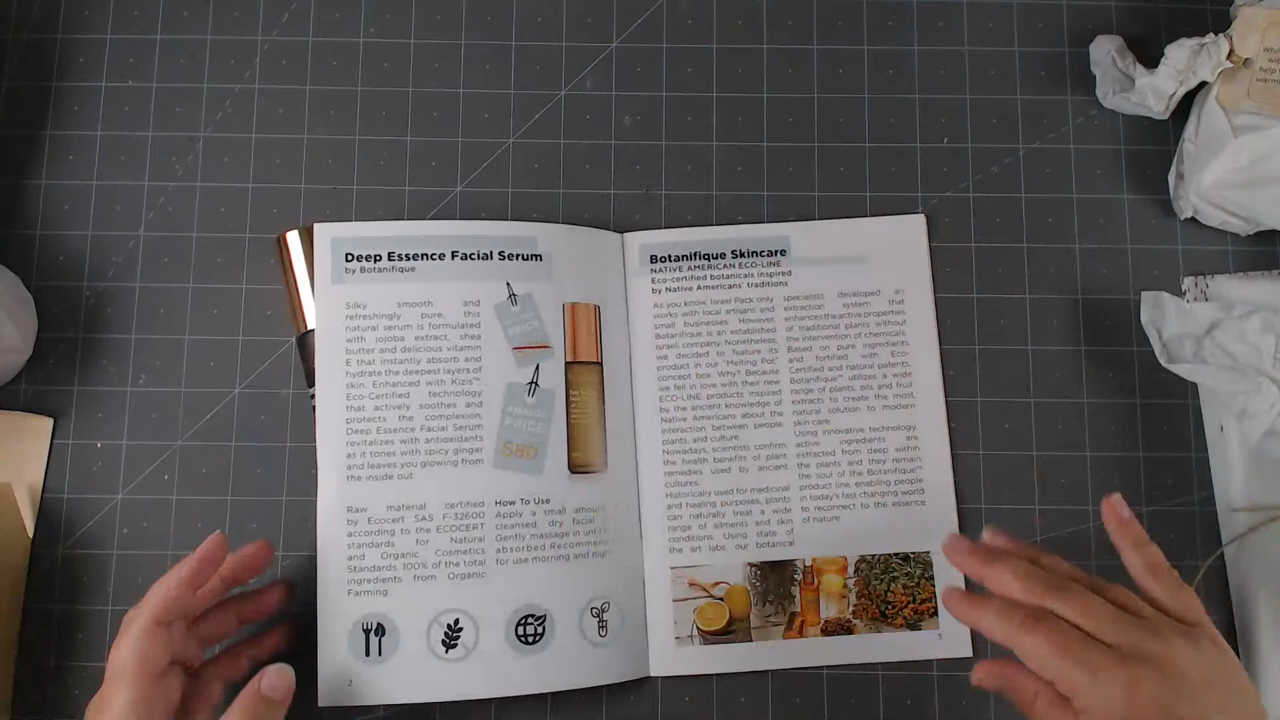 Deep Essence Facial Serum
by Botanifique
Silky smooth and
refreshingly pure, this
natural serum is formulated
with jojoba extract, shea
butter and delicious vitamin
E that instantly absorb and
hydrate the deepest layers of
skin. Enhanced with Kizis™
Eco-Certified technology
that actively soothes and
protects the complexion,
Deep Essence Facial Serum
revitalizes with antioxidants
as it tones with spicy ginger
and leaves you glowing from
the inside out.
PRICE
PRICE
$80
Raw material certified
by Ecocert SAS F-32600
according to the ECOCERT
standards for Natural
and Organic Cosmetics
Standards. 100% of the total
ingredients from Organic
Farming.
How To Use
Apply a small
cleansed, dry facial
Gently massage in until
absorbed.
for use morning and
2
Botanifique Skincare
NATIVE AMERICAN ECO-LINE
Eco-certified botanicals inspired
by Native Americans' traditions
As you know, Israel Pack only
works with local artisans and
small businesses. However,
Botanifique is an established
Israeli company. Nonetheless,
we decided to feature its
product in our "Melting Pot"
concept box. Why? Because
we fell in love with their new
ECO-LINE products inspired
by the ancient knowledge of
Native Americans about the
interaction between people,
plants, and culture.
Nowadays, scientists confirm
the health benefits of plant
remedies used by ancient
cultures.
Historically used for medicinal
and healing purposes, plants
can naturally treat a wide
range of ailments and skin
conditions. Using state of
the art labs, our botanical
specialists developed an
extraction system that
enhances the active properties
of traditional plants without
the intervention of chemicals.
Based on pure ingredients
and fortified with Eco-
Certified and natural patents,
Botanifique™ utilizes a wide
range of plants, oils and fruit
extracts to create the most
natural solution to modern
skin care.
Using innovative technology,
active ingredients are
extracted from deep within
the plants and they remain
the soul of the Botanifique™
product line, enabling people
in today's fast changing world
to reconnect to the essence
of nature.
3